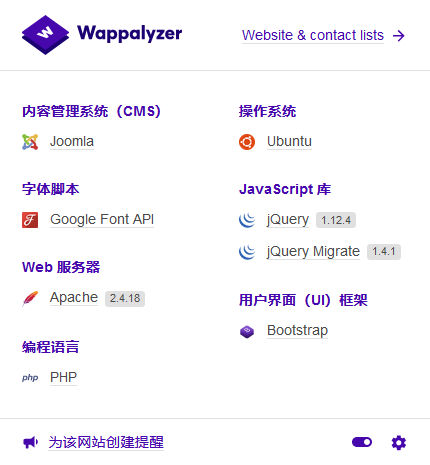 Wappalyzer
Website & contact lists
内容管理系统（CMS）
Joomla
字体脚本
Google Font API
Web 服务器
Apache 2.4.18
编程语言
php PHP
操作系统
Ubuntu
JavaScript 库
jQuery 1.12.4
jQuery Migrate 1.4.1
用户界面（UI）框架
Bootstrap
为该网站创建提醒